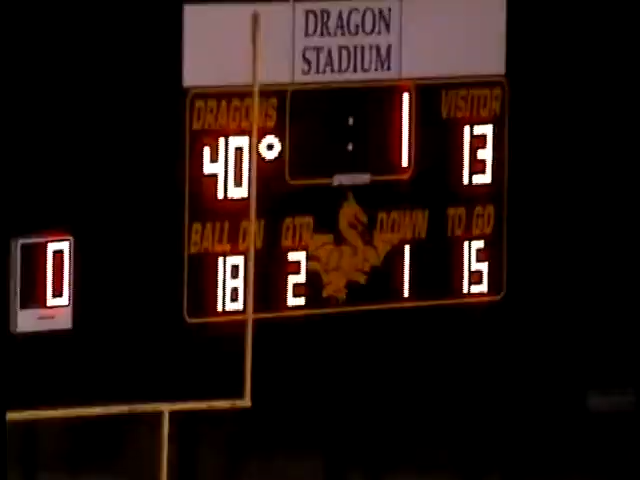 DRAGON
STADIUM
DRAGONS
VISITOR
: 1
40
13
BALL ON QTR DOWN TO GO
18 2 1 15
0